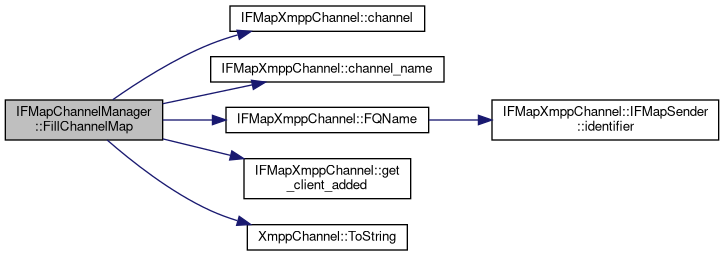 IFMapXmppChannel::channel
IFMapXmppChannel::channel_name
IFMapChannelManager
::FillChannelMap
IFMapXmppChannel::FQName
IFMapXmppChannel::IFMapSender
::identifier
IFMapXmppChannel::get
_client_added
XmppChannel::ToString